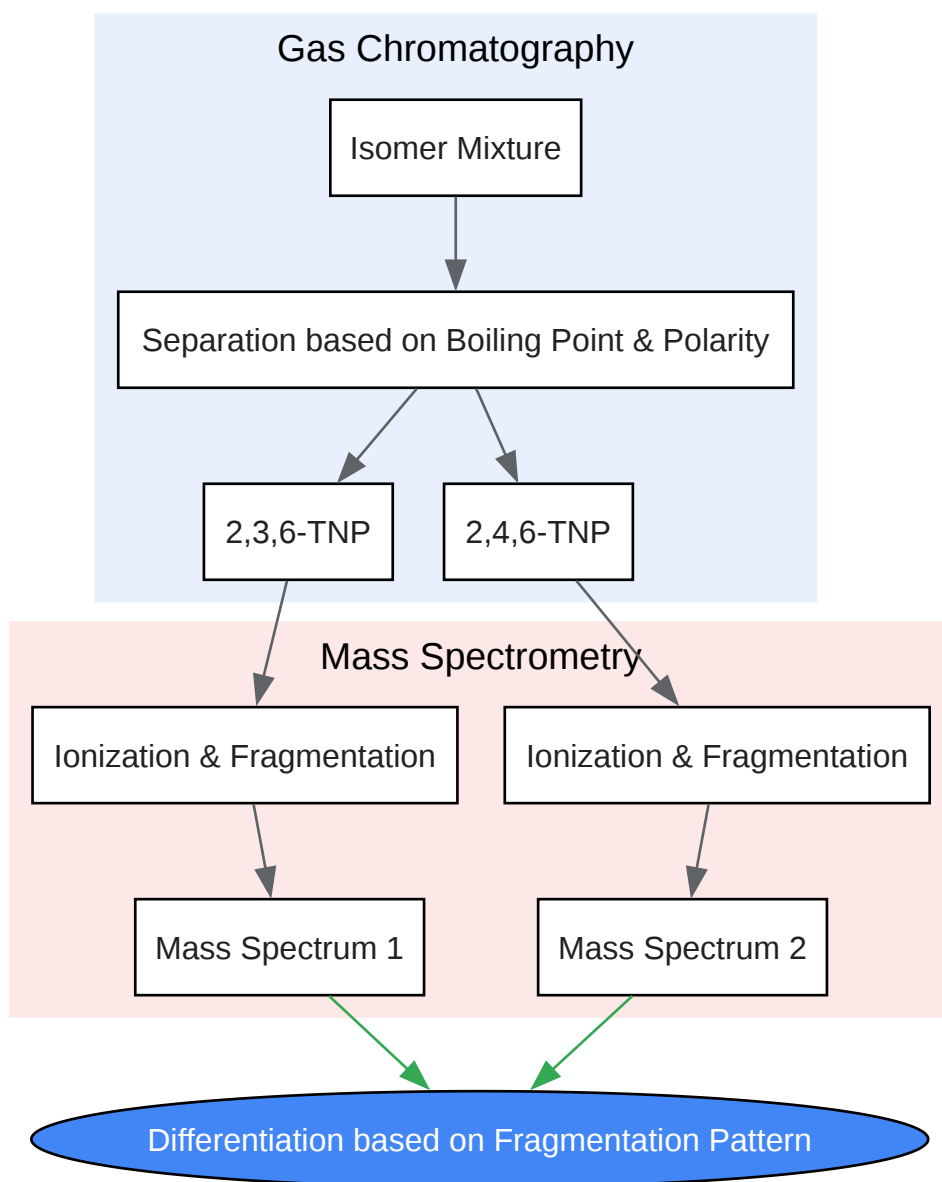 Gas Chromatography
Isomer Mixture
Separation based on Boiling Point & Polarity
2,3,6-TNP
2,4,6-TNP
Mass Spectrometry
Ionization & Fragmentation
Ionization & Fragmentation
Mass Spectrum 1
Mass Spectrum 2
Differentiation based on Fragmentation Pattern